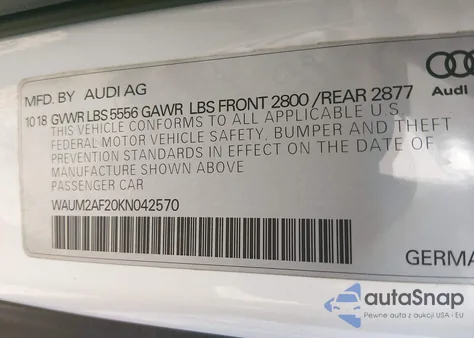 MFD. BY AUDI AG
10 18 GVWR LBS 5556 GAWR LBS FRONT 2800 /REAR 2877
THIS VEHICLE CONFORMS TO ALL APPLICABLE U.S
FEDERAL MOTOR VEHICLE SAFETY, BUMPER AND THEFT
PREVENTION STANDARDS IN EFFECT ON THE DATE OF
MANUFACTURE SHOWN ABOVE
PASSENGER CAR
WAUM2AF20KN042570
Audi
GERMA
autoSnap
Pewne auta z aukcji USA - EU